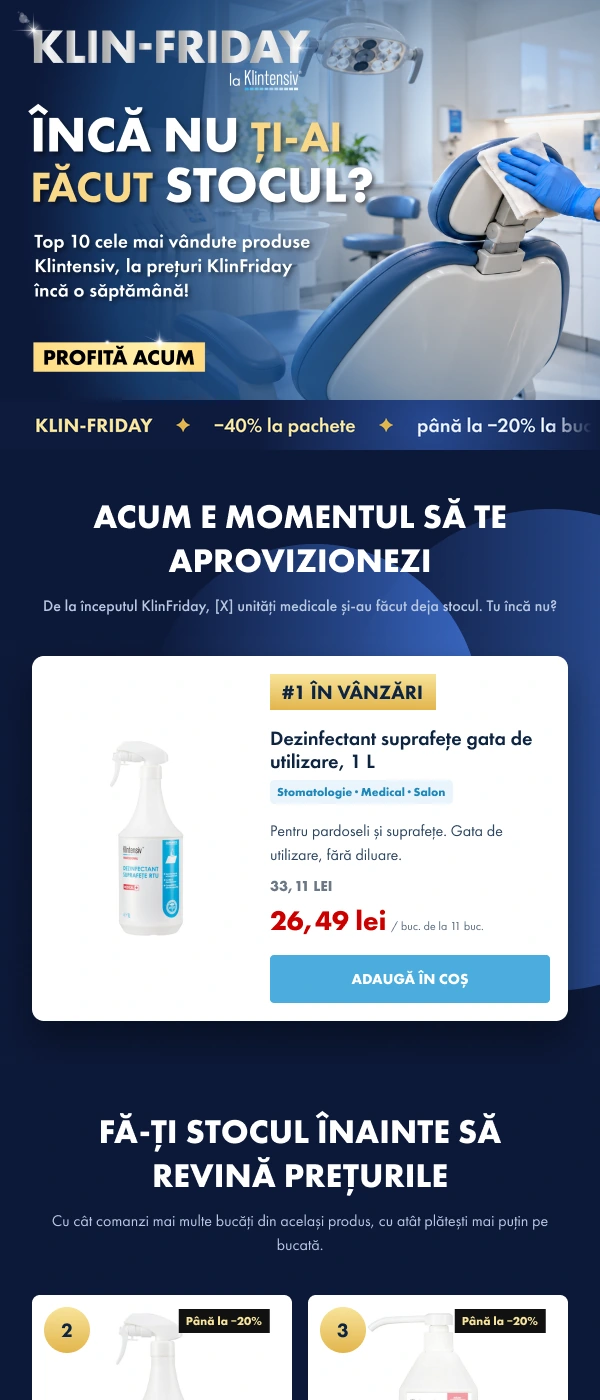 KLIN-FRIDAY
la Klintensiv
ÎNCĂ NU ȚI-AI
FĂCUT STOCUL?
Top 10 cele mai vândute produse
Klintensiv, la prețuri KlinFriday
încă o săptămână!
PROFITĂ ACUM
KLIN-FRIDAY ✦ −40% la pachete ✦ până la −20% la buc
ACUM E MOMENTUL SĂ TE
APROVIZIONEZI
De la începutul KlinFriday, [X] unități medicale și-au făcut deja stocul. Tu încă nu?
#1 ÎN VÂNZĂRI
Dezinfectant suprafețe gata de
utilizare, 1 L
Stomatologie • Medical • Salon
Pentru pardoseli și suprafețe. Gata de
utilizare, fără diluare.
33,11 LEI
26,49 lei / buc. de la 11 buc.
ADAUGĂ ÎN COȘ
Klintensiv
DEZINFECTANT
SUPRAFEȚE RTU
FĂ-ȚI STOCUL ÎNAINTE SĂ
REVINĂ PREȚURILE
Cu cât comanzi mai multe bucăți din același produs, cu atât plătești mai puțin pe
bucată.
2 Până la −20%
3 Până la −20%